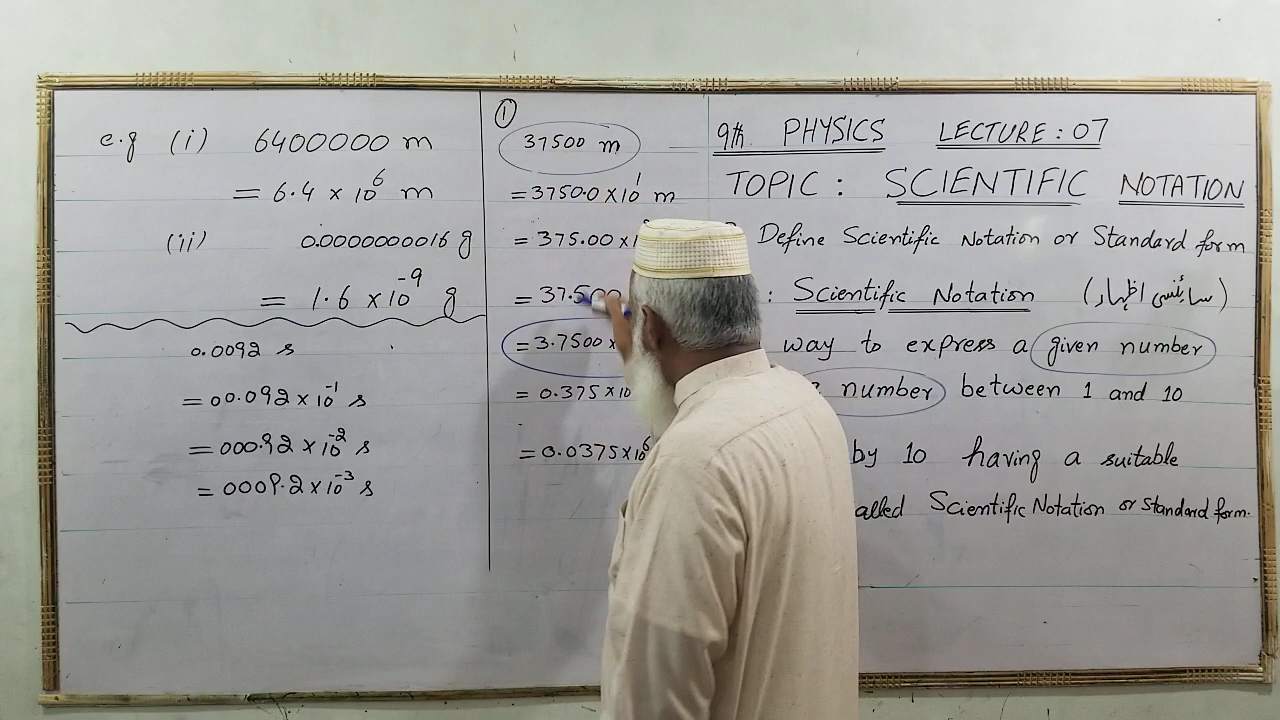 e.g (i) 6400000 m
= 6.4 x 10⁶ m
(ii) 0.0000000016 g
= 1.6 x 10⁻⁹ g
0.0092 s
= 00.092 x 10⁻¹ s
= 000.92 x 10⁻² s
= 0009.2 x 10⁻³ s
①
37500 m
= 3750.0 x 10¹ m
= 375.00 x 1
= 37.500
= 3.7500 x
= 0.375 x 10
= 0.0375 x 10⁶
9th PHYSICS LECTURE: 07
TOPIC: SCIENTIFIC NOTATION
Define Scientific Notation or Standard form
: Scientific Notation (سائنسی اظہار)
way to express a given number
number between 1 and 10
by 10 having a suitable
alled Scientific Notation or Standard form.